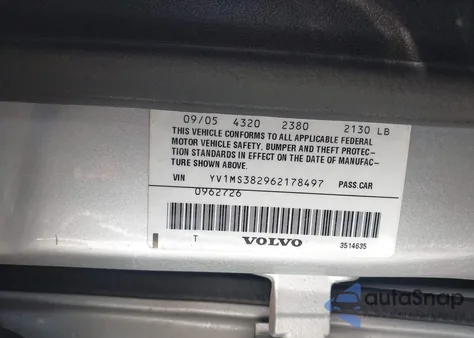 09/05 4320 2380 2130 LB
THIS VEHICLE CONFORMS TO ALL APPLICABLE FEDERAL
MOTOR VEHICLE SAFETY, BUMPER AND THEFT PROTEC-
TION STANDARDS IN EFFECT ON THE DATE OF MANUFAC-
TURE SHOWN ABOVE.
VIN YV1MS382962178497 PASS.CAR
0962726
T VOLVO 3514635
autoSnap